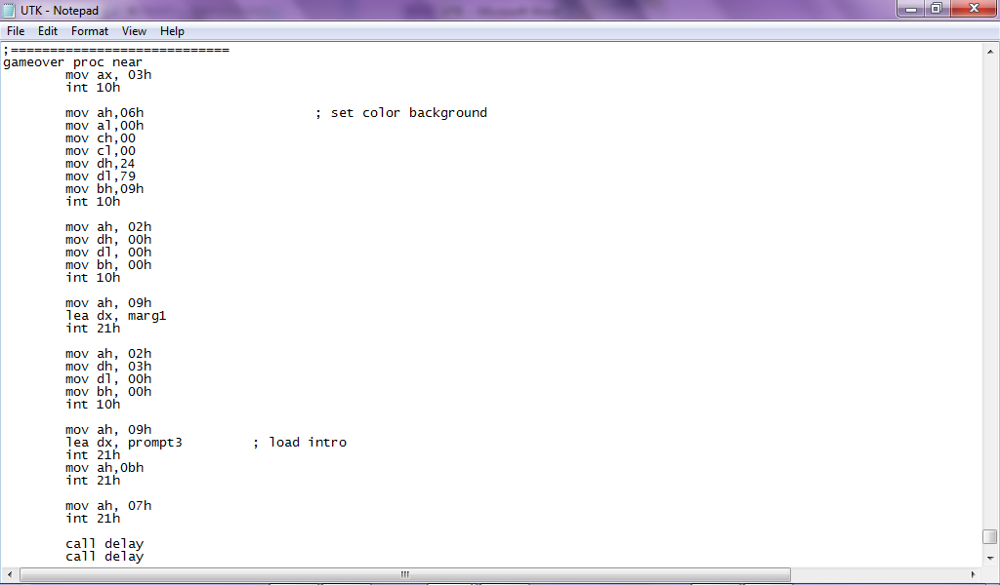 UTK - Notepad
File Edit Format View Help
;============================
gameover proc near
mov ax, 03h
int 10h
mov ah,06h ; set color background
mov al,00h
mov ch,00
mov cl,00
mov dh,24
mov dl,79
mov bh,09h
int 10h
mov ah, 02h
mov dh, 00h
mov dl, 00h
mov bh, 00h
int 10h
mov ah, 09h
lea dx, marg1
int 21h
mov ah, 02h
mov dh, 03h
mov dl, 00h
mov bh, 00h
int 10h
mov ah, 09h
lea dx, prompt3 ; load intro
int 21h
mov ah,0bh
int 21h
mov ah, 07h
int 21h
call delay
call delay